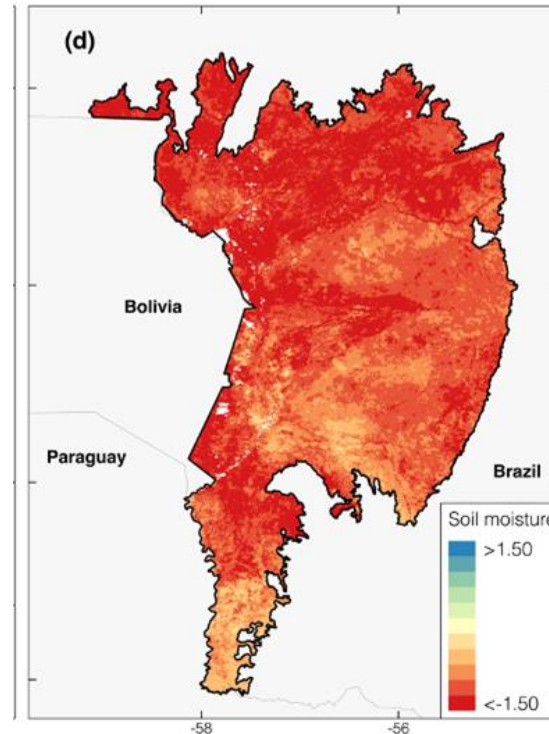 (d)
Bolivia
Paraguay
Brazil
Soil moisture
>1.50
<-1.50
-58
-56